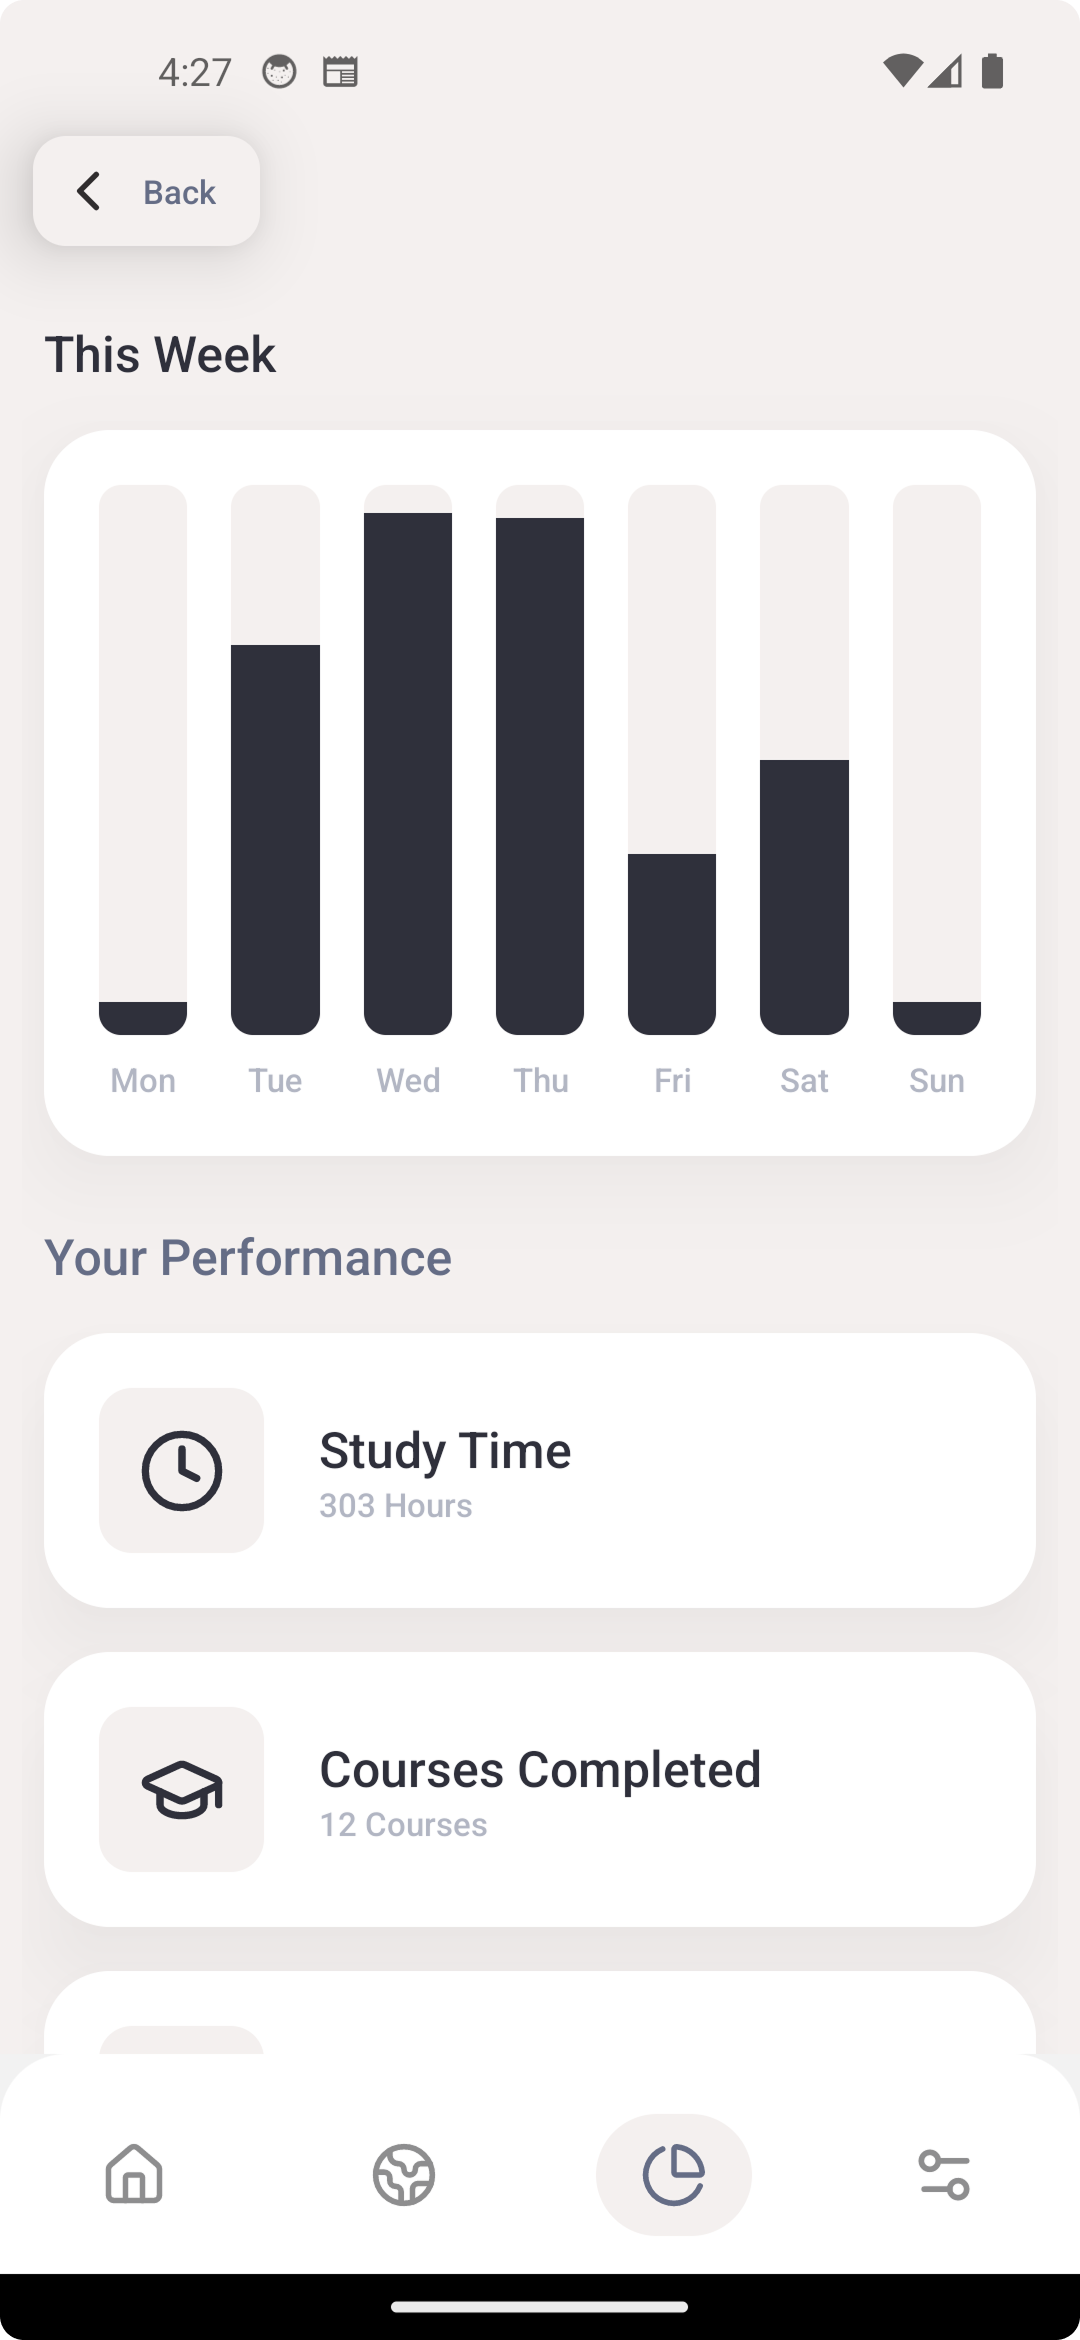 4:27
Back
This Week
Mon Tue Wed Thu Fri Sat Sun
Your Performance
Study Time
303 Hours
Courses Completed
12 Courses